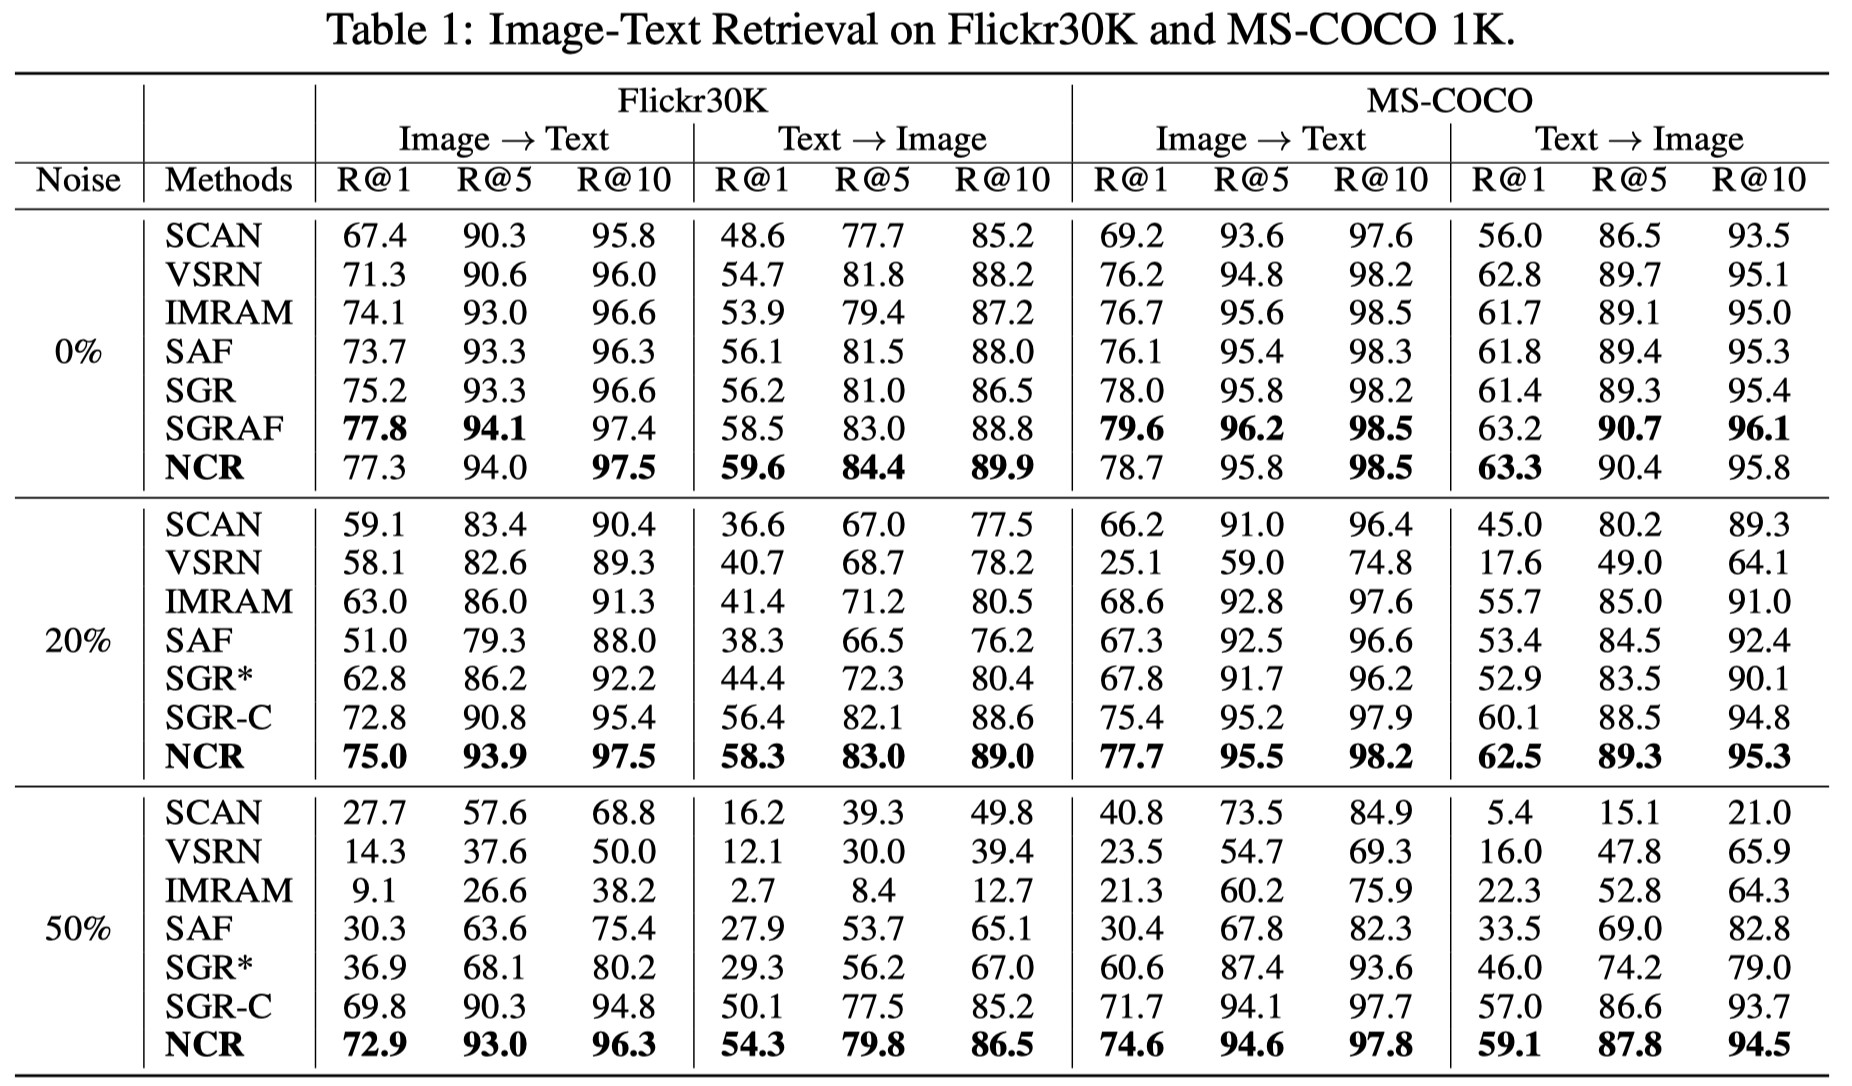 Table 1: Image-Text Retrieval on Flickr30K and MS-COCO 1K.
Flickr30K MS-COCO
Image → Text Text → Image Image → Text Text → Image
Noise Methods R@1 R@5 R@10 R@1 R@5 R@10 R@1 R@5 R@10 R@1 R@5 R@10
SCAN 67.4 90.3 95.8 48.6 77.7 85.2 69.2 93.6 97.6 56.0 86.5 93.5
VSRN 71.3 90.6 96.0 54.7 81.8 88.2 76.2 94.8 98.2 62.8 89.7 95.1
IMRAM 74.1 93.0 96.6 53.9 79.4 87.2 76.7 95.6 98.5 61.7 89.1 95.0
0% SAF 73.7 93.3 96.3 56.1 81.5 88.0 76.1 95.4 98.3 61.8 89.4 95.3
SGR 75.2 93.3 96.6 56.2 81.0 86.5 78.0 95.8 98.2 61.4 89.3 95.4
SGRAF 77.8 94.1 97.4 58.5 83.0 88.8 79.6 96.2 98.5 63.2 90.7 96.1
NCR 77.3 94.0 97.5 59.6 84.4 89.9 78.7 95.8 98.5 63.3 90.4 95.8
SCAN 59.1 83.4 90.4 36.6 67.0 77.5 66.2 91.0 96.4 45.0 80.2 89.3
VSRN 58.1 82.6 89.3 40.7 68.7 78.2 25.1 59.0 74.8 17.6 49.0 64.1
IMRAM 63.0 86.0 91.3 41.4 71.2 80.5 68.6 92.8 97.6 55.7 85.0 91.0
20% SAF 51.0 79.3 88.0 38.3 66.5 76.2 67.3 92.5 96.6 53.4 84.5 92.4
SGR* 62.8 86.2 92.2 44.4 72.3 80.4 67.8 91.7 96.2 52.9 83.5 90.1
SGR-C 72.8 90.8 95.4 56.4 82.1 88.6 75.4 95.2 97.9 60.1 88.5 94.8
NCR 75.0 93.9 97.5 58.3 83.0 89.0 77.7 95.5 98.2 62.5 89.3 95.3
SCAN 27.7 57.6 68.8 16.2 39.3 49.8 40.8 73.5 84.9 5.4 15.1 21.0
VSRN 14.3 37.6 50.0 12.1 30.0 39.4 23.5 54.7 69.3 16.0 47.8 65.9
IMRAM 9.1 26.6 38.2 2.7 8.4 12.7 21.3 60.2 75.9 22.3 52.8 64.3
50% SAF 30.3 63.6 75.4 27.9 53.7 65.1 30.4 67.8 82.3 33.5 69.0 82.8
SGR* 36.9 68.1 80.2 29.3 56.2 67.0 60.6 87.4 93.6 46.0 74.2 79.0
SGR-C 69.8 90.3 94.8 50.1 77.5 85.2 71.7 94.1 97.7 57.0 86.6 93.7
NCR 72.9 93.0 96.3 54.3 79.8 86.5 74.6 94.6 97.8 59.1 87.8 94.5